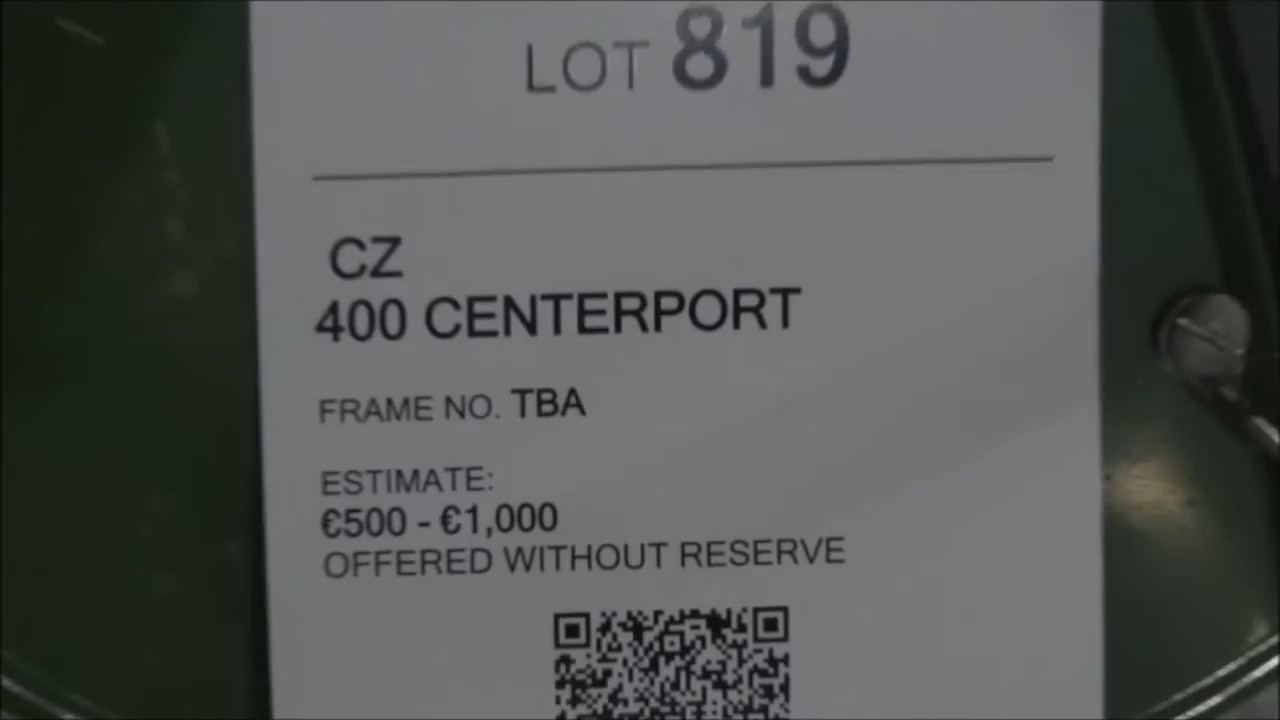 LOT 819
CZ
400 CENTERPORT
FRAME NO. TBA
ESTIMATE:
€500 - €1,000
OFFERED WITHOUT RESERVE